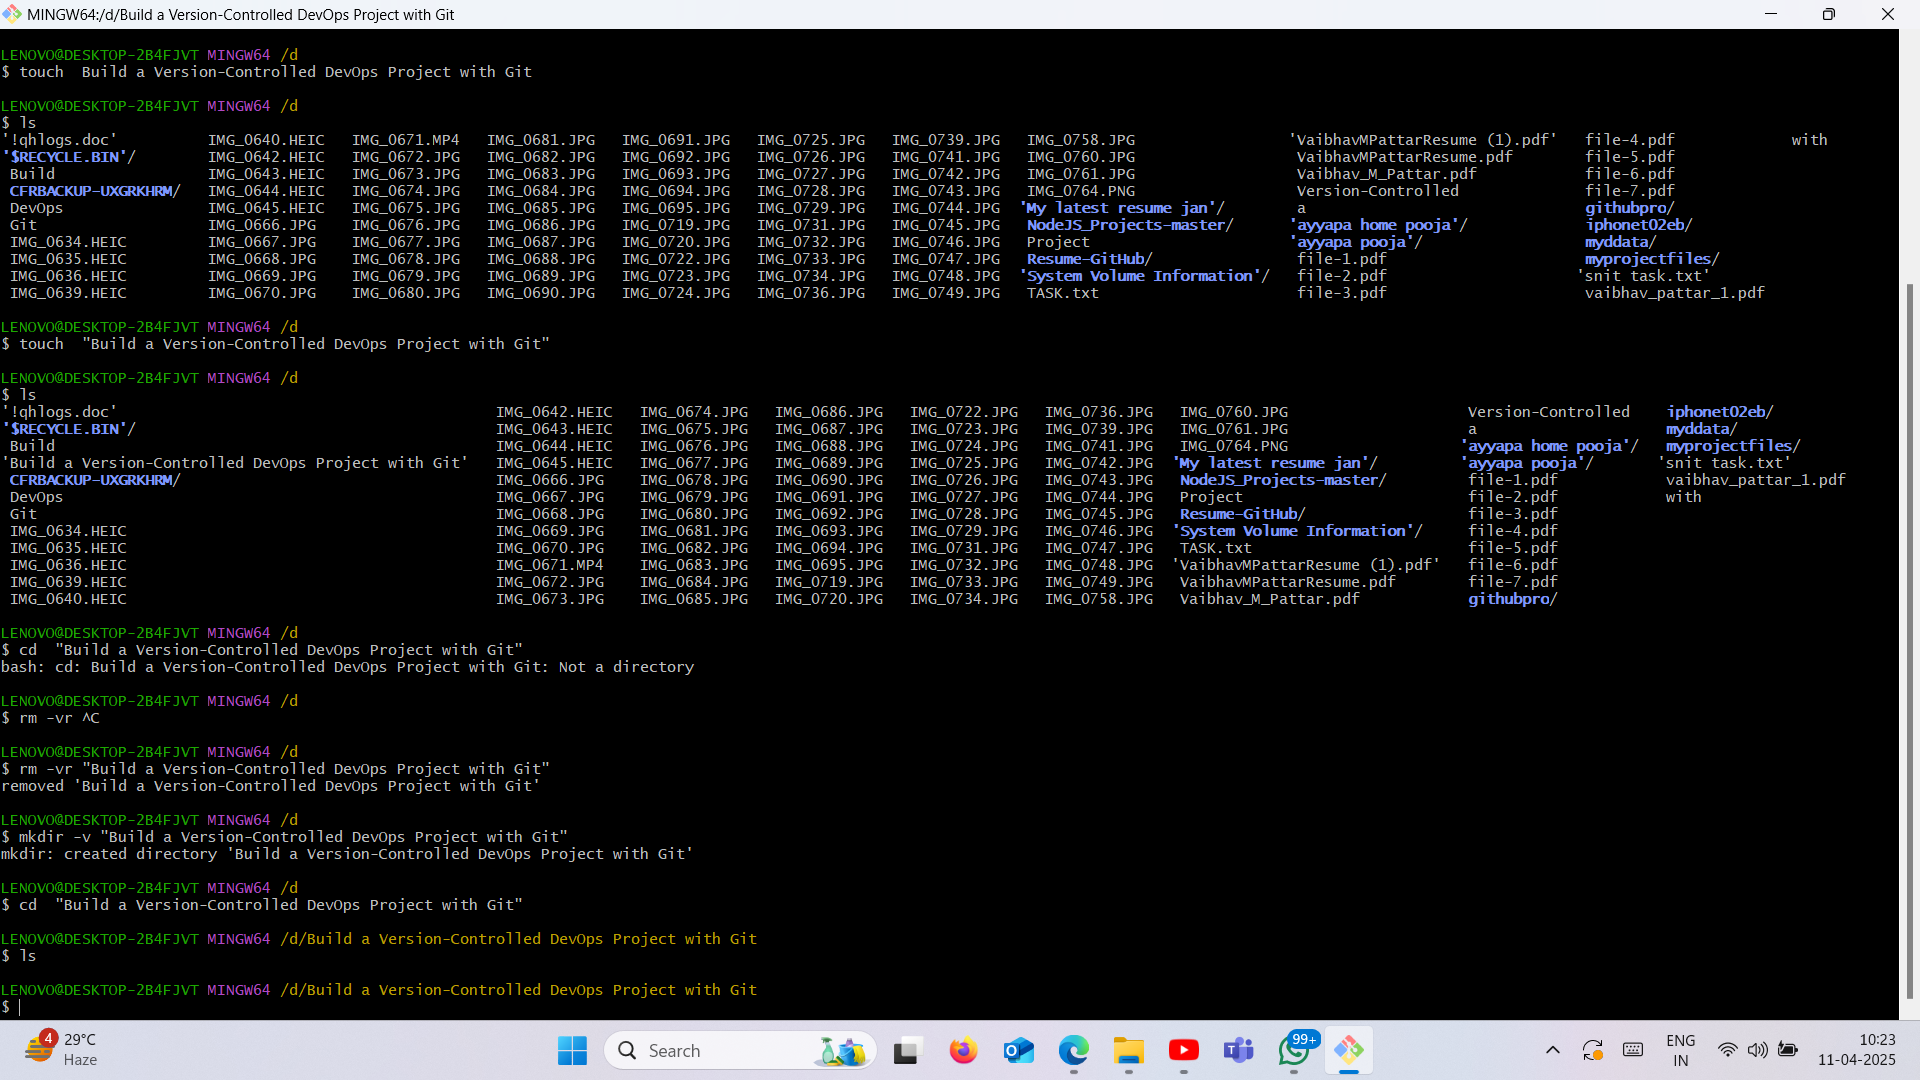 MINGW64:/d/Build a Version-Controlled DevOps Project with Git
LENOVO@DESKTOP-2B4FJVT MINGW64 /d
$ touch  Build a Version-Controlled DevOps Project with Git
LENOVO@DESKTOP-2B4FJVT MINGW64 /d
$ ls
'!qhlogs.doc' IMG_0640.HEIC IMG_0671.MP4 IMG_0681.JPG IMG_0691.JPG IMG_0725.JPG IMG_0739.JPG IMG_0758.JPG 'VaibhavMPattarResume (1).pdf' file-4.pdf with
'$RECYCLE.BIN'/ IMG_0642.HEIC IMG_0672.JPG IMG_0682.JPG IMG_0692.JPG IMG_0726.JPG IMG_0741.JPG IMG_0760.JPG VaibhavMPattarResume.pdf file-5.pdf
Build IMG_0643.HEIC IMG_0673.JPG IMG_0683.JPG IMG_0693.JPG IMG_0727.JPG IMG_0742.JPG IMG_0761.JPG Vaibhav_M_Pattar.pdf file-6.pdf
CFRBACKUP-UXGRKHRM/ IMG_0644.HEIC IMG_0674.JPG IMG_0684.JPG IMG_0694.JPG IMG_0728.JPG IMG_0743.JPG IMG_0764.PNG Version-Controlled file-7.pdf
DevOps IMG_0645.HEIC IMG_0675.JPG IMG_0685.JPG IMG_0695.JPG IMG_0729.JPG IMG_0744.JPG 'My latest resume jan'/ a githubpro/
Git IMG_0666.JPG IMG_0676.JPG IMG_0686.JPG IMG_0719.JPG IMG_0731.JPG IMG_0745.JPG NodeJS_Projects-master/ 'ayyapa home pooja'/ iphonet02eb/
IMG_0634.HEIC IMG_0667.JPG IMG_0677.JPG IMG_0687.JPG IMG_0720.JPG IMG_0732.JPG IMG_0746.JPG Project 'ayyapa pooja'/ myddata/
IMG_0635.HEIC IMG_0668.JPG IMG_0678.JPG IMG_0688.JPG IMG_0722.JPG IMG_0733.JPG IMG_0747.JPG Resume-GitHub/ file-1.pdf myprojectfiles/
IMG_0636.HEIC IMG_0669.JPG IMG_0679.JPG IMG_0689.JPG IMG_0723.JPG IMG_0734.JPG IMG_0748.JPG 'System Volume Information'/ file-2.pdf 'snit task.txt'
IMG_0639.HEIC IMG_0670.JPG IMG_0680.JPG IMG_0690.JPG IMG_0724.JPG IMG_0736.JPG IMG_0749.JPG TASK.txt file-3.pdf vaibhav_pattar_1.pdf
LENOVO@DESKTOP-2B4FJVT MINGW64 /d
$ touch  "Build a Version-Controlled DevOps Project with Git"
LENOVO@DESKTOP-2B4FJVT MINGW64 /d
$ ls
'!qhlogs.doc' IMG_0642.HEIC IMG_0674.JPG IMG_0686.JPG IMG_0722.JPG IMG_0736.JPG IMG_0760.JPG Version-Controlled iphonet02eb/
'$RECYCLE.BIN'/ IMG_0643.HEIC IMG_0675.JPG IMG_0687.JPG IMG_0723.JPG IMG_0739.JPG IMG_0761.JPG a myddata/
Build IMG_0644.HEIC IMG_0676.JPG IMG_0688.JPG IMG_0724.JPG IMG_0741.JPG IMG_0764.PNG 'ayyapa home pooja'/ myprojectfiles/
'Build a Version-Controlled DevOps Project with Git' IMG_0645.HEIC IMG_0677.JPG IMG_0689.JPG IMG_0725.JPG IMG_0742.JPG 'My latest resume jan'/ 'ayyapa pooja'/ 'snit task.txt'
CFRBACKUP-UXGRKHRM/ IMG_0666.JPG IMG_0678.JPG IMG_0690.JPG IMG_0726.JPG IMG_0743.JPG NodeJS_Projects-master/ file-1.pdf vaibhav_pattar_1.pdf
DevOps IMG_0667.JPG IMG_0679.JPG IMG_0691.JPG IMG_0727.JPG IMG_0744.JPG Project file-2.pdf with
Git IMG_0668.JPG IMG_0680.JPG IMG_0692.JPG IMG_0728.JPG IMG_0745.JPG Resume-GitHub/ file-3.pdf
IMG_0634.HEIC IMG_0669.JPG IMG_0681.JPG IMG_0693.JPG IMG_0729.JPG IMG_0746.JPG 'System Volume Information'/ file-4.pdf
IMG_0635.HEIC IMG_0670.JPG IMG_0682.JPG IMG_0694.JPG IMG_0731.JPG IMG_0747.JPG TASK.txt file-5.pdf
IMG_0636.HEIC IMG_0671.MP4 IMG_0683.JPG IMG_0695.JPG IMG_0732.JPG IMG_0748.JPG 'VaibhavMPattarResume (1).pdf' file-6.pdf
IMG_0639.HEIC IMG_0672.JPG IMG_0684.JPG IMG_0719.JPG IMG_0733.JPG IMG_0749.JPG VaibhavMPattarResume.pdf file-7.pdf
IMG_0640.HEIC IMG_0673.JPG IMG_0685.JPG IMG_0720.JPG IMG_0734.JPG IMG_0758.JPG Vaibhav_M_Pattar.pdf githubpro/
LENOVO@DESKTOP-2B4FJVT MINGW64 /d
$ cd  "Build a Version-Controlled DevOps Project with Git"
bash: cd: Build a Version-Controlled DevOps Project with Git: Not a directory
LENOVO@DESKTOP-2B4FJVT MINGW64 /d
$ rm -vr ^C
LENOVO@DESKTOP-2B4FJVT MINGW64 /d
$ rm -vr "Build a Version-Controlled DevOps Project with Git"
removed 'Build a Version-Controlled DevOps Project with Git'
LENOVO@DESKTOP-2B4FJVT MINGW64 /d
$ mkdir -v "Build a Version-Controlled DevOps Project with Git"
mkdir: created directory 'Build a Version-Controlled DevOps Project with Git'
LENOVO@DESKTOP-2B4FJVT MINGW64 /d
$ cd  "Build a Version-Controlled DevOps Project with Git"
LENOVO@DESKTOP-2B4FJVT MINGW64 /d/Build a Version-Controlled DevOps Project with Git
$ ls
LENOVO@DESKTOP-2B4FJVT MINGW64 /d/Build a Version-Controlled DevOps Project with Git
$
4 29°C
Haze
Search
99+
ENG
IN
10:23
11-04-2025